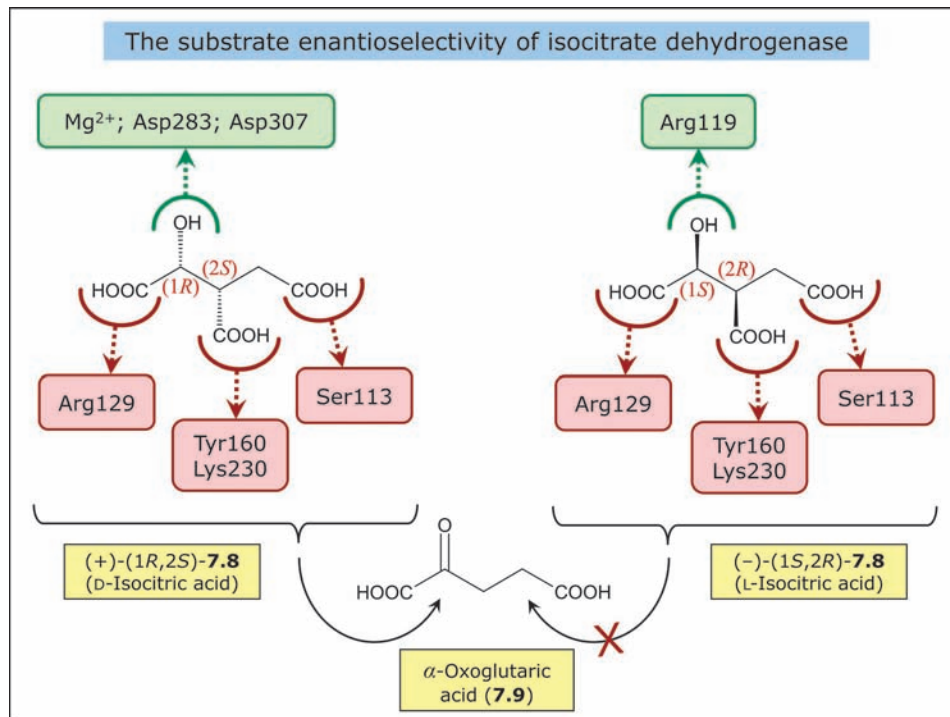 The substrate enantioselectivity of isocitrate dehydrogenase
Mg²⁺; Asp283; Asp307
OH
(2S)
HOOC
(1R)
COOH
COOH
Arg129
Ser113
Tyr160
Lys230
Arg119
OH
(2R)
HOOC
(1S)
COOH
COOH
Arg129
Ser113
Tyr160
Lys230
(+)-(1R,2S)-7.8
(D-Isocitric acid)
O
HOOC
COOH
(–)-(1S,2R)-7.8
(L-Isocitric acid)
X
α-Oxoglutaric
acid (7.9)